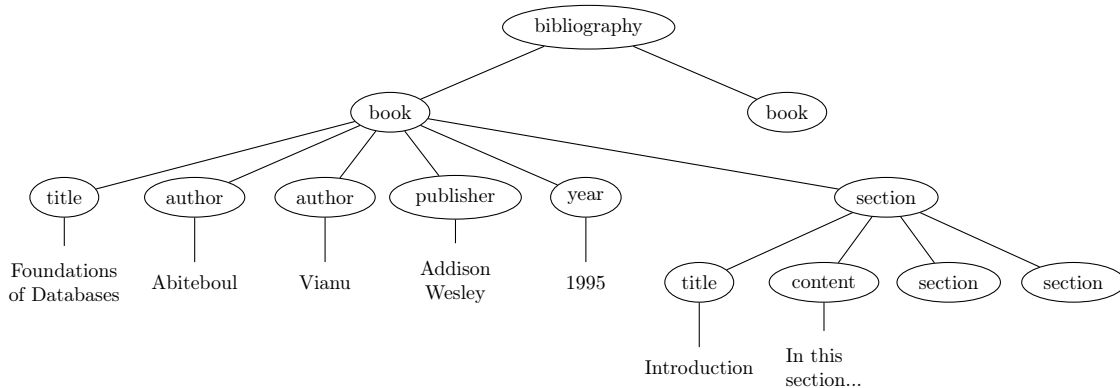 bibliography
book
book
title
author
author
publisher
year
section
Foundations
of Databases
Abiteboul
Vianu
Addison
Wesley
1995
title
content
section
section
Introduction
In this
section...